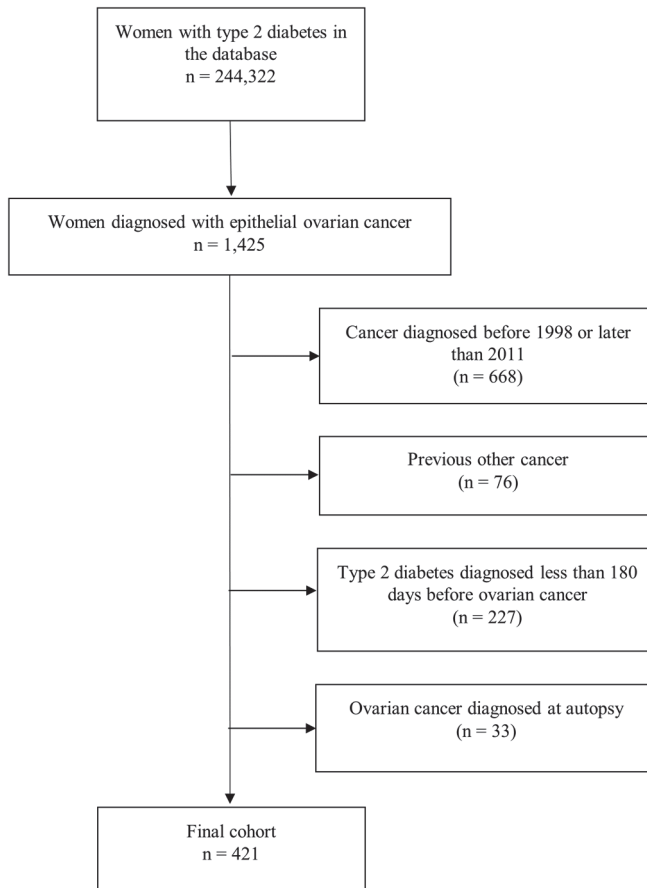 Women with type 2 diabetes in
the database
n = 244,322
Women diagnosed with epithelial ovarian cancer
n = 1,425
Cancer diagnosed before 1998 or later
than 2011
(n = 668)
Previous other cancer
(n = 76)
Type 2 diabetes diagnosed less than 180
days before ovarian cancer
(n = 227)
Ovarian cancer diagnosed at autopsy
(n = 33)
Final cohort
n = 421